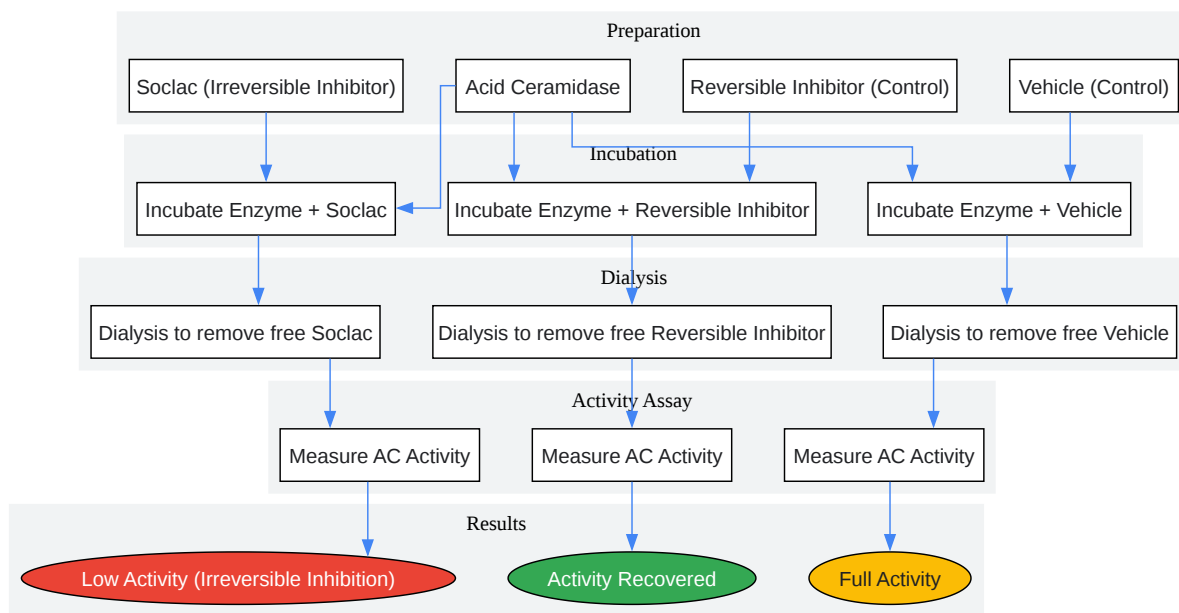 Preparation
Soclac (Irreversible Inhibitor)
Acid Ceramidase
Reversible Inhibitor (Control)
Vehicle (Control)
Incubation
Incubate Enzyme + Soclac
Incubate Enzyme + Reversible Inhibitor
Incubate Enzyme + Vehicle
Dialysis
Dialysis to remove free Soclac
Dialysis to remove free Reversible Inhibitor
Dialysis to remove free Vehicle
Activity Assay
Measure AC Activity
Measure AC Activity
Measure AC Activity
Results
Low Activity (Irreversible Inhibition)
Activity Recovered
Full Activity